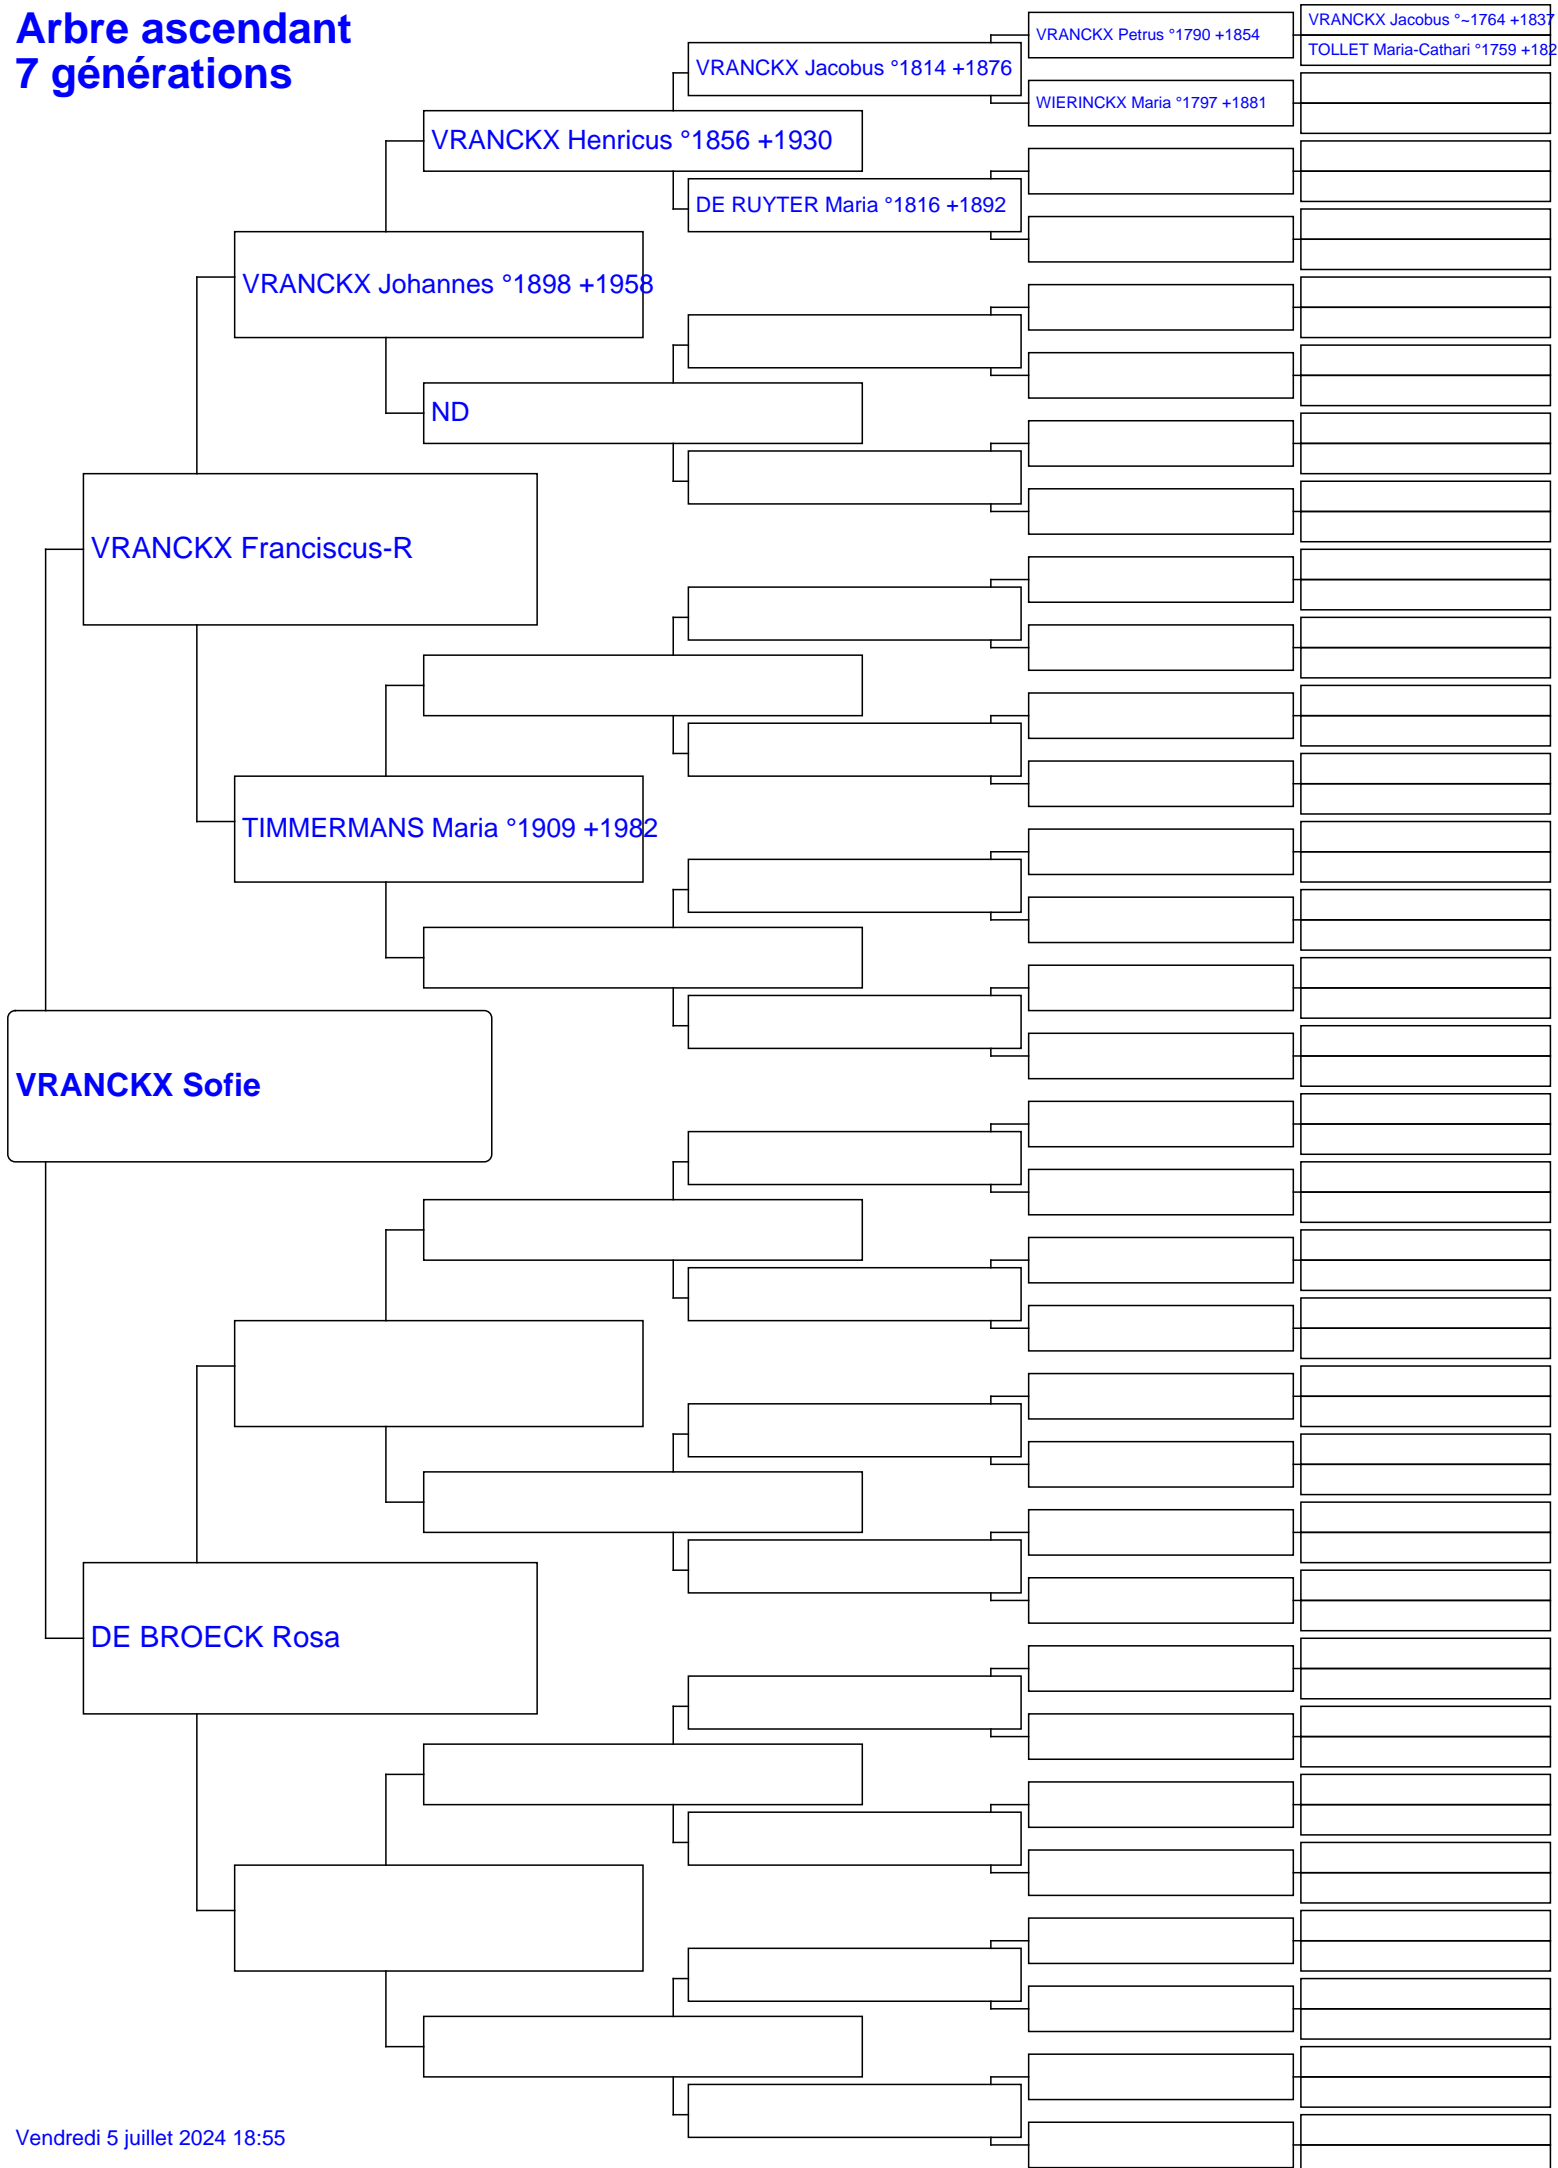 Arbre ascendant
7 générations
VRANCKX Jacobus °~1764 +1837
TOLLET Maria-Cathari °1759 +182
VRANCKX Petrus °1790 +1854
WIERINCKX Maria °1797 +1881
VRANCKX Jacobus °1814 +1876
DE RUYTER Maria °1816 +1892
VRANCKX Henricus °1856 +1930
VRANCKX Johannes °1898 +1958
ND
VRANCKX Franciscus-R
TIMMERMANS Maria °1909 +1982
VRANCKX Sofie
DE BROECK Rosa
Vendredi 5 juillet 2024 18:55